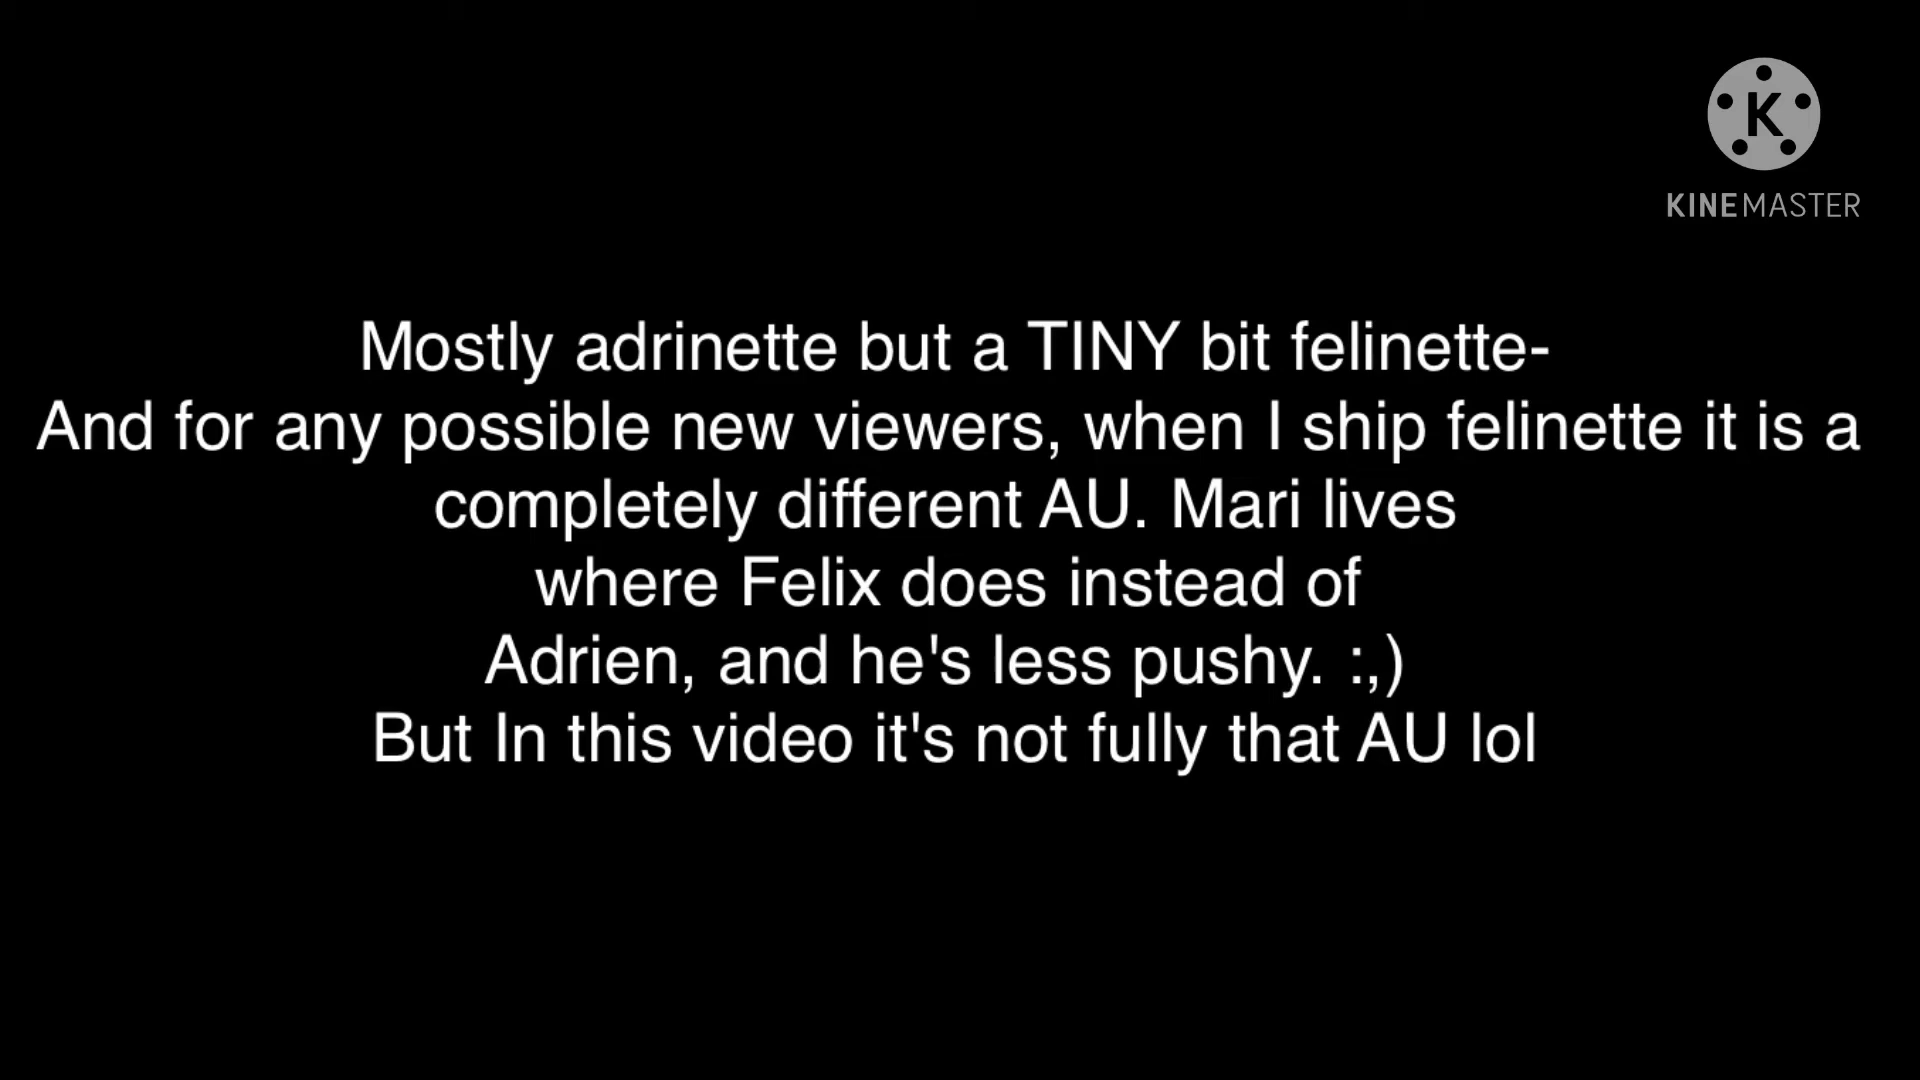 K
KINEMASTER
Mostly adrinette but a TINY bit felinette-
And for any possible new viewers, when I ship felinette it is a
completely different AU. Mari lives
where Felix does instead of
Adrien, and he's less pushy. :,)
But In this video it's not fully that AU lol